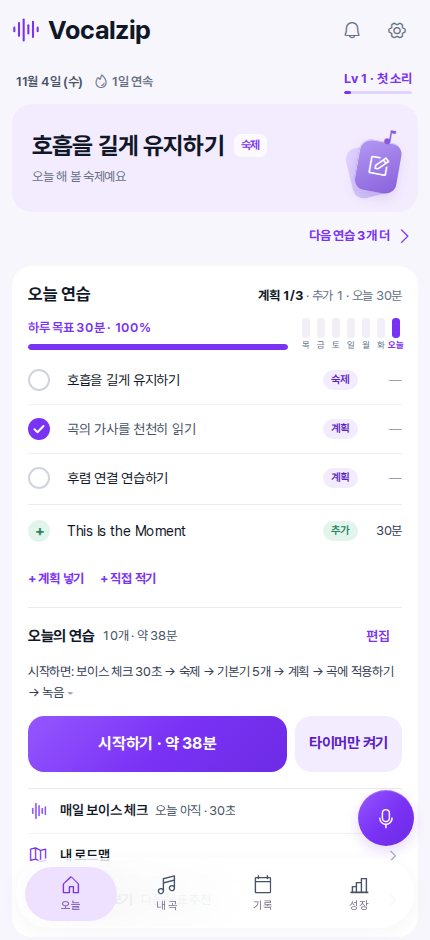 Vocalzip
11월 4일 (수) 1일 연속 Lv 1 · 첫 소리
호흡을 길게 유지하기 숙제
오늘 해 볼 숙제예요
다음 연습 3개 더
오늘 연습 계획 1/3 · 추가 1 · 오늘 30분
하루 목표 30분 · 100%
목 금 토 일 월 화 오늘
호흡을 길게 유지하기 숙제 —
곡의 가사를 천천히 읽기 계획 —
후렴 연결 연습하기 계획 —
This Is the Moment 추가 30분
+ 계획 넣기 + 직접 적기
오늘의 연습 10개 · 약 38분 편집
시작하면: 보이스 체크 30초 → 숙제 → 기본기 5개 → 계획 → 곡에 적용하기
→ 녹음
시작하기 · 약 38분 타이머만 켜기
매일 보이스 체크 오늘 아직 · 30초
내 로드맵
오늘 내 곡 기록 성장